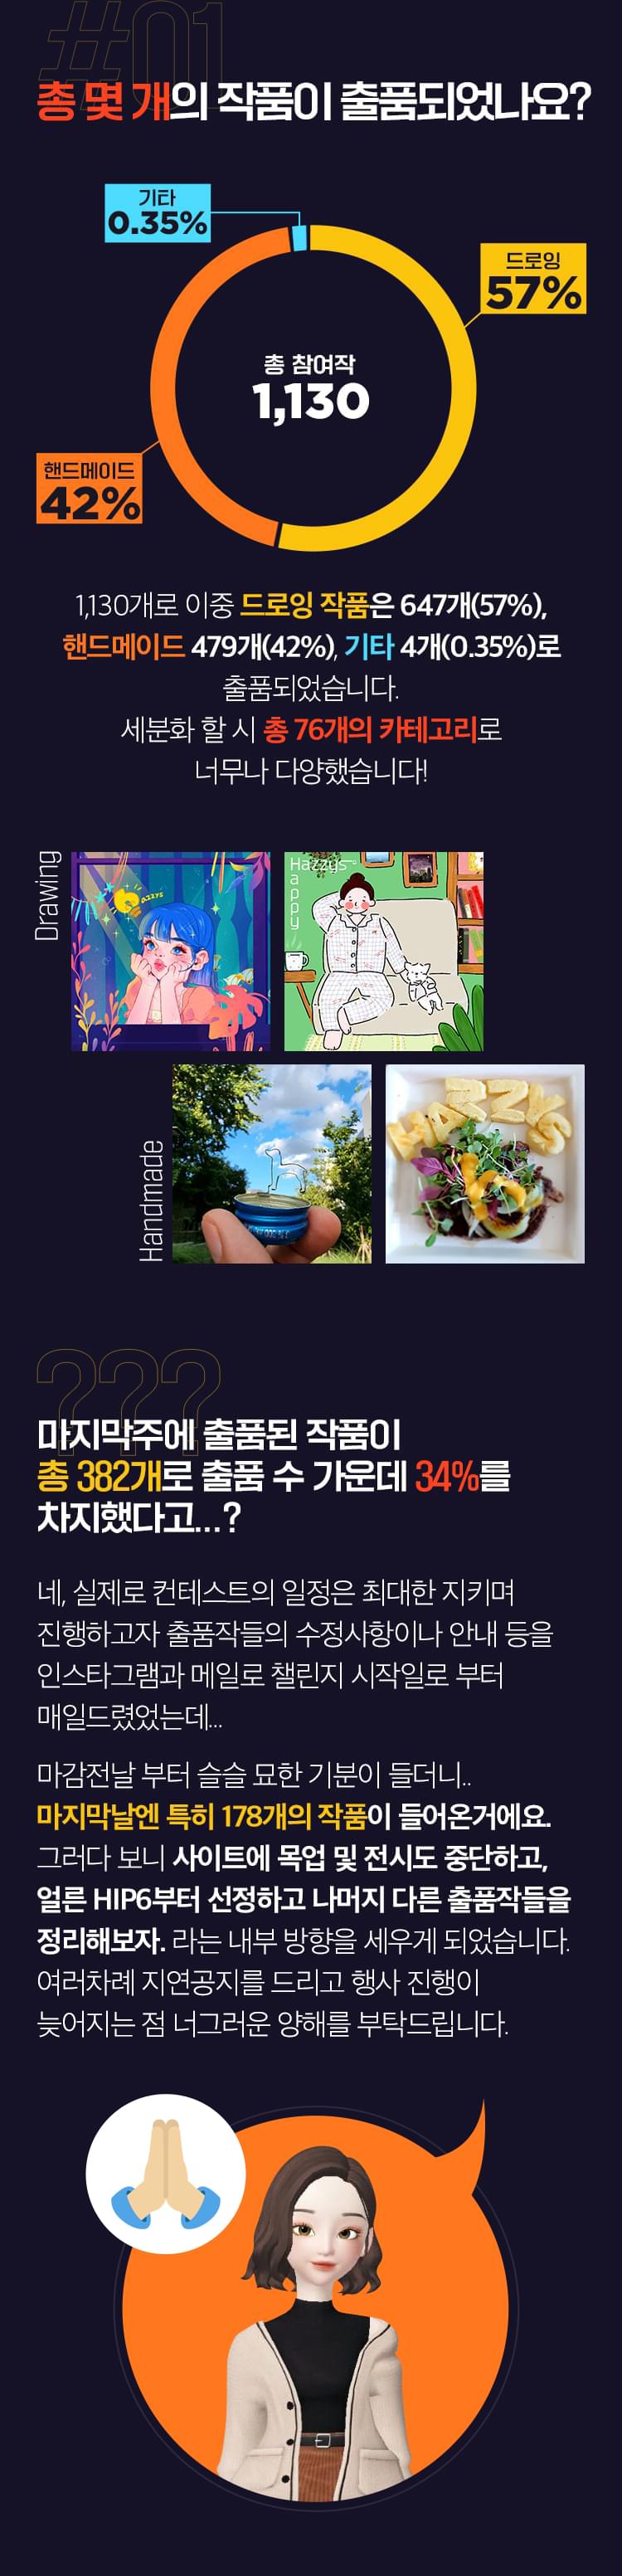 #01
총 몇 개의 작품이 출품되었나요?
기타
0.35%
드로잉
57%
총 참여작
1,130
핸드메이드
42%
1,130개로 이중 드로잉 작품은 647개(57%),
핸드메이드 479개(42%), 기타 4개(0.35%)로
출품되었습니다.
세분화 할 시 총 76개의 카테고리로
너무나 다양했습니다!
Drawing
azzys
Hazzys
appy
Handmade
HAZZYS
???
마지막주에 출품된 작품이
총 382개로 출품 수 가운데 34%를
차지했다고...?
네, 실제로 컨테스트의 일정은 최대한 지키며
진행하고자 출품작들의 수정사항이나 안내 등을
인스타그램과 메일로 챌린지 시작일로 부터
매일드렸었는데...
마감전날 부터 슬슬 묘한 기분이 들더니..
마지막날엔 특히 178개의 작품이 들어온거에요.
그러다 보니 사이트에 목업 및 전시도 중단하고,
얼른 HIP6부터 선정하고 나머지 다른 출품작들을
정리해보자. 라는 내부 방향을 세우게 되었습니다.
여러차례 지연공지를 드리고 행사 진행이
늦어지는 점 너그러운 양해를 부탁드립니다.